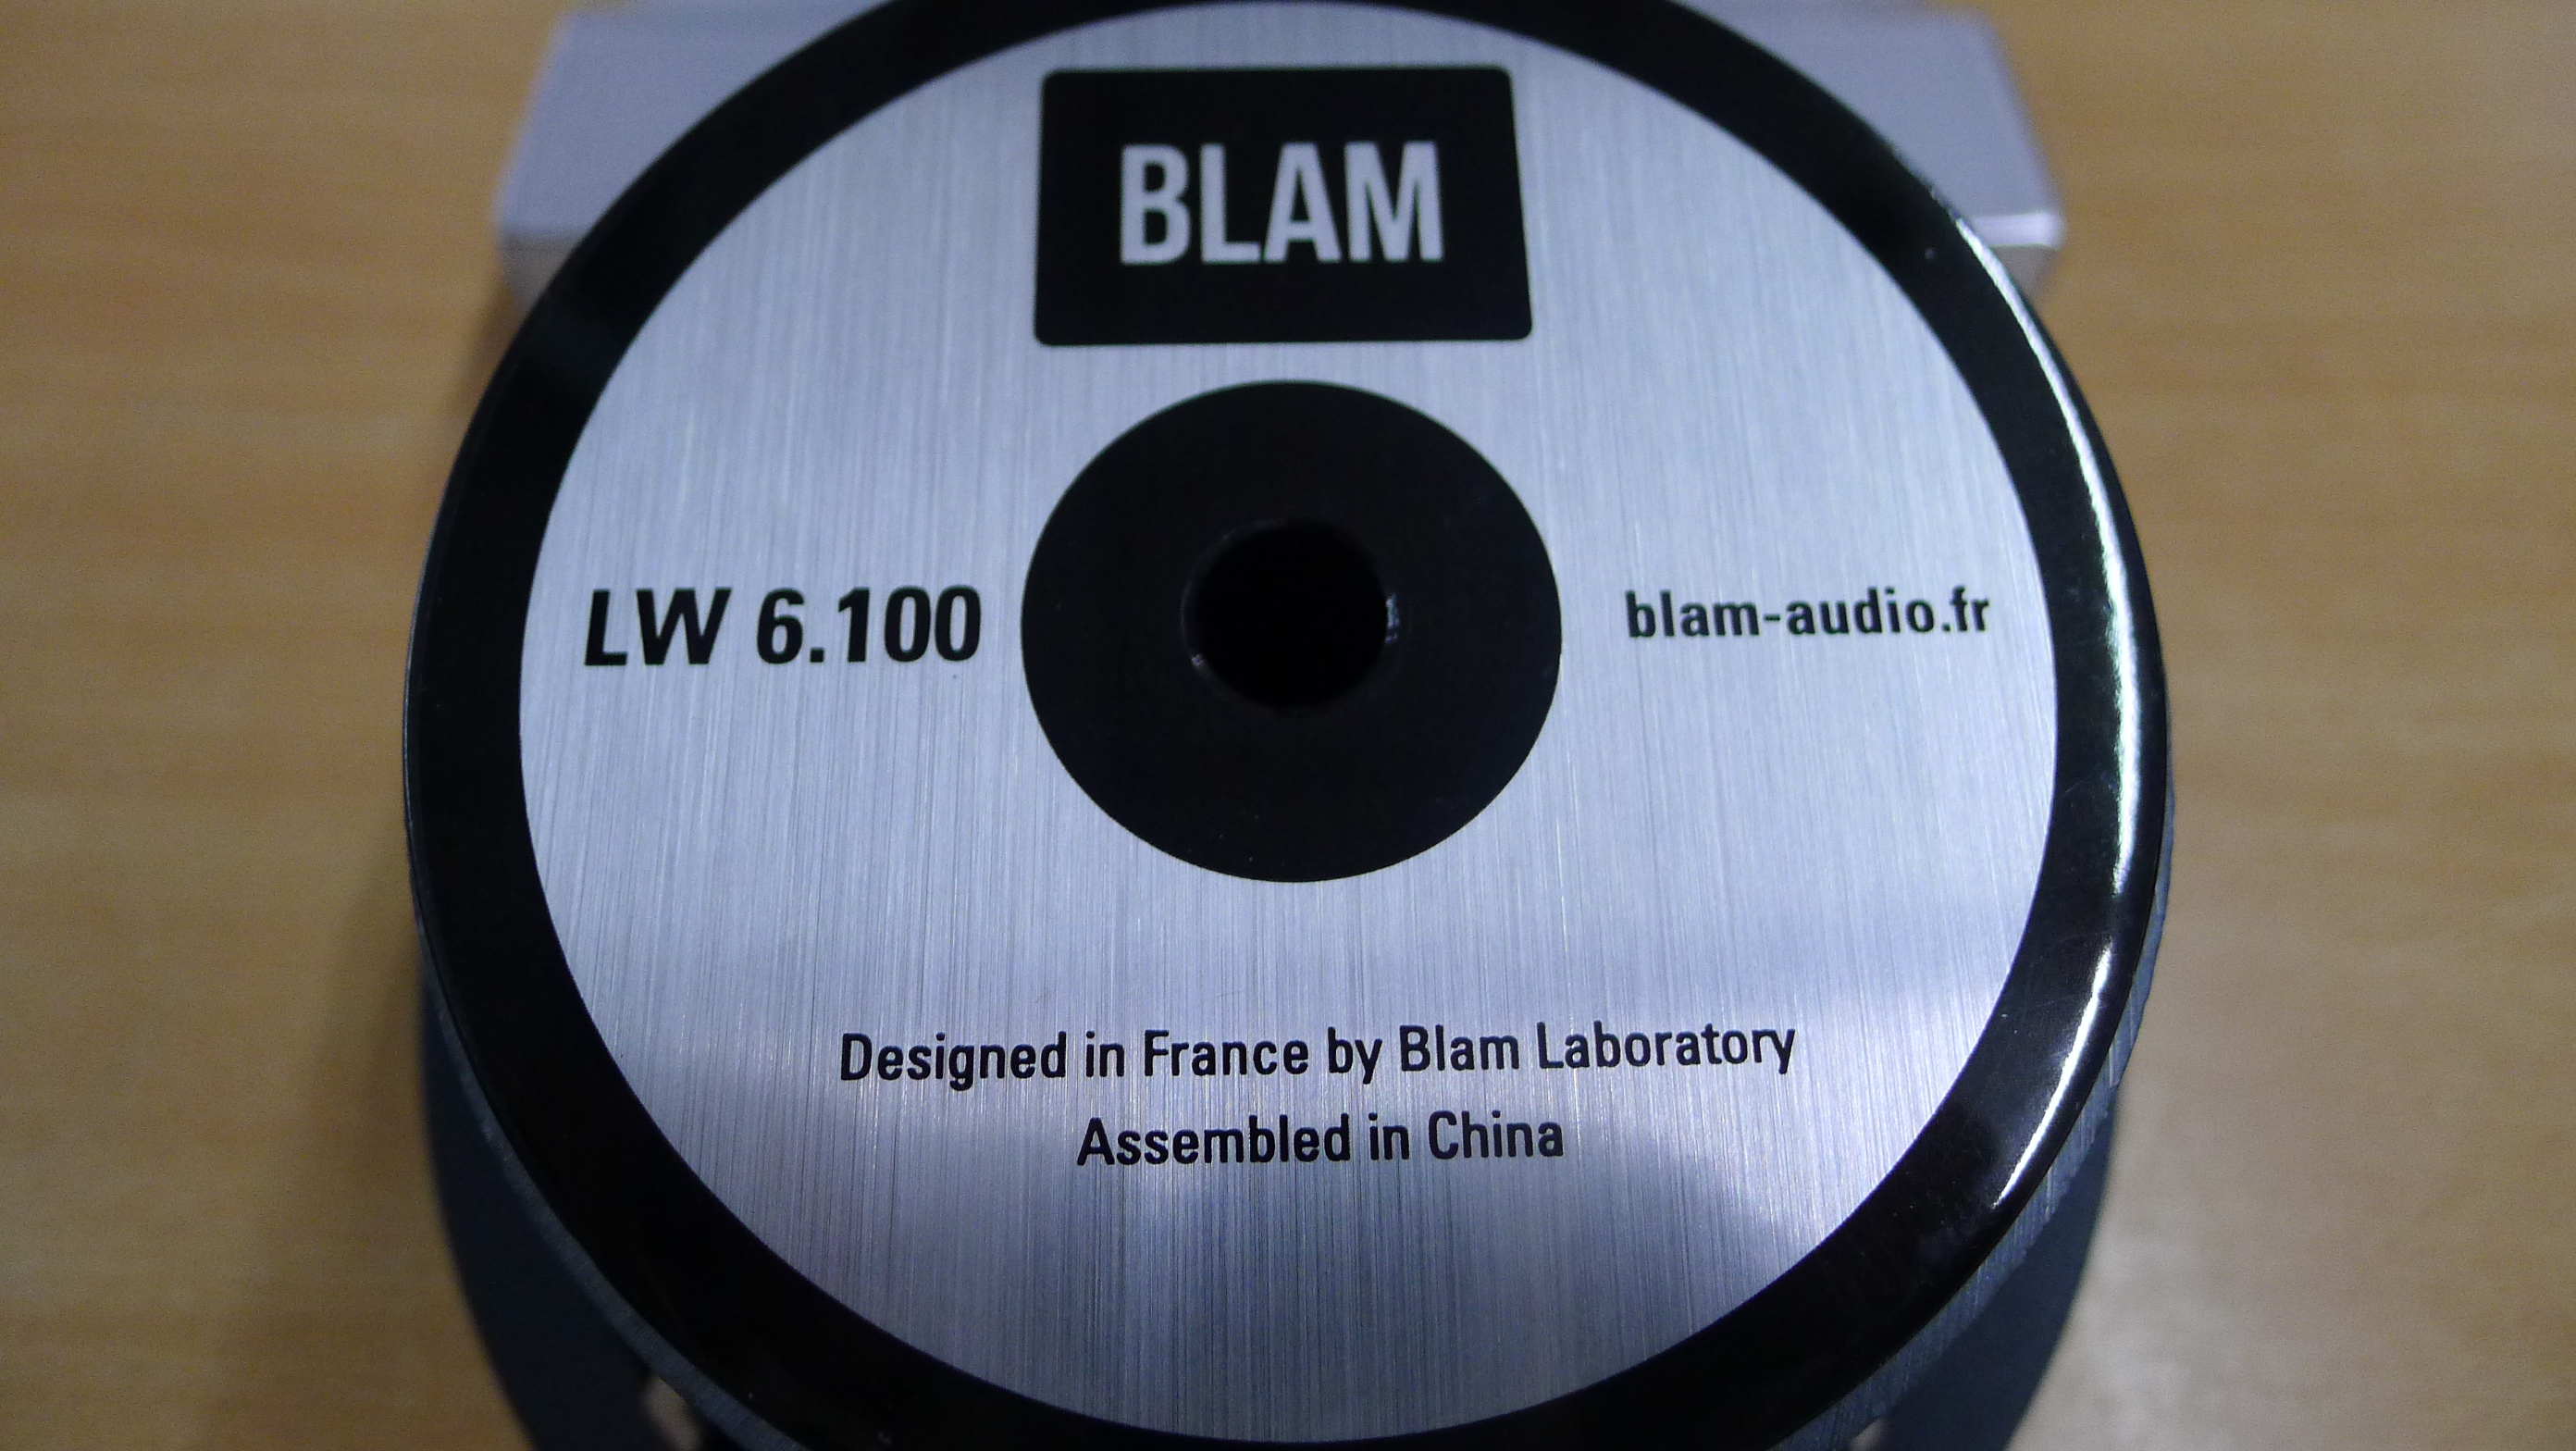 BLAM
LW 6.100
blam-audio.fr
Designed in France by Blam Laboratory
Assembled in China